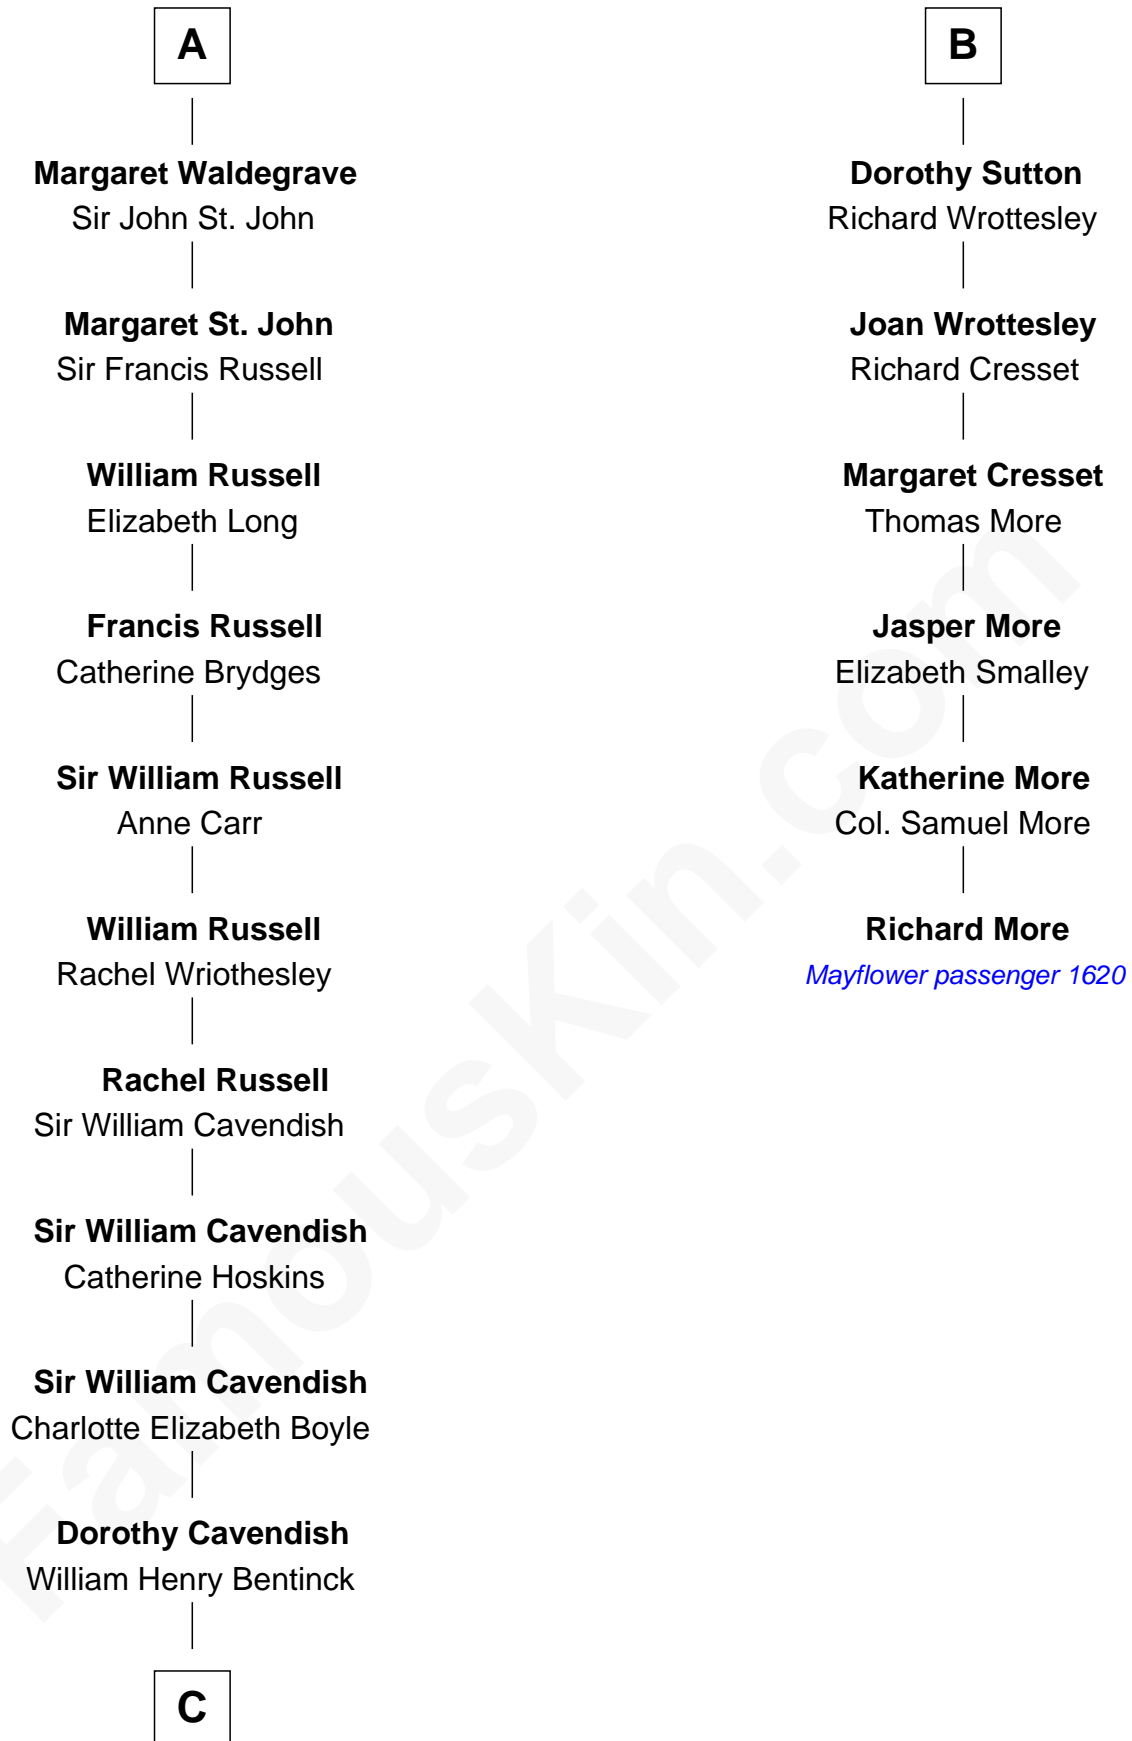 A
Margaret Waldegrave
Sir John St. John
Margaret St. John
Sir Francis Russell
William Russell
Elizabeth Long
Francis Russell
Catherine Brydges
Sir William Russell
Anne Carr
William Russell
Rachel Wriothesley
Rachel Russell
Sir William Cavendish
Sir William Cavendish
Catherine Hoskins
Sir William Cavendish
Charlotte Elizabeth Boyle
Dorothy Cavendish
William Henry Bentinck
C
B
Dorothy Sutton
Richard Wrottesley
Joan Wrottesley
Richard Cresset
Margaret Cresset
Thomas More
Jasper More
Elizabeth Smalley
Katherine More
Col. Samuel More
Richard More
Mayflower passenger 1620
FamousKin.com